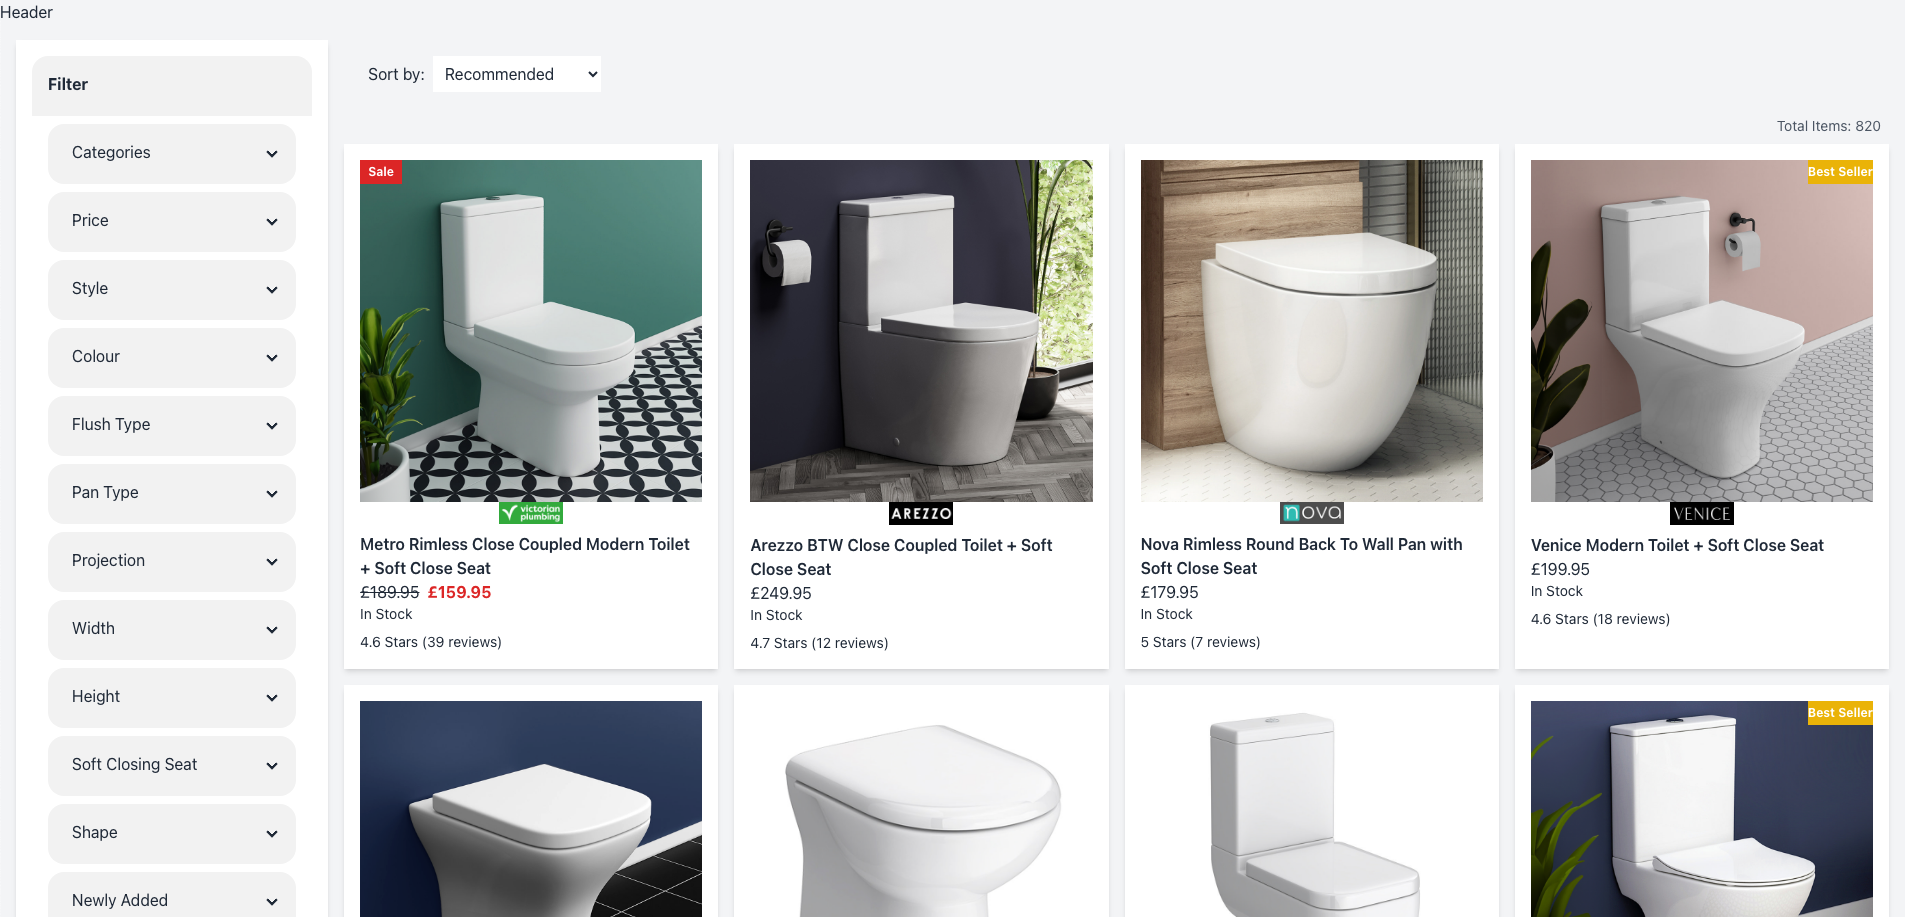 Header
Filter
Categories
Price
Style
Colour
Flush Type
Pan Type
Projection
Width
Height
Soft Closing Seat
Shape
Newly Added
Sort by: Recommended
Total Items: 820
Sale
victorian
plumbing
Metro Rimless Close Coupled Modern Toilet
+ Soft Close Seat
£189.95 £159.95
In Stock
4.6 Stars (39 reviews)
AREZZO
Arezzo BTW Close Coupled Toilet + Soft
Close Seat
£249.95
In Stock
4.7 Stars (12 reviews)
nova
Nova Rimless Round Back To Wall Pan with
Soft Close Seat
£179.95
In Stock
5 Stars (7 reviews)
Best Seller
VENICE
Venice Modern Toilet + Soft Close Seat
£199.95
In Stock
4.6 Stars (18 reviews)
Best Seller